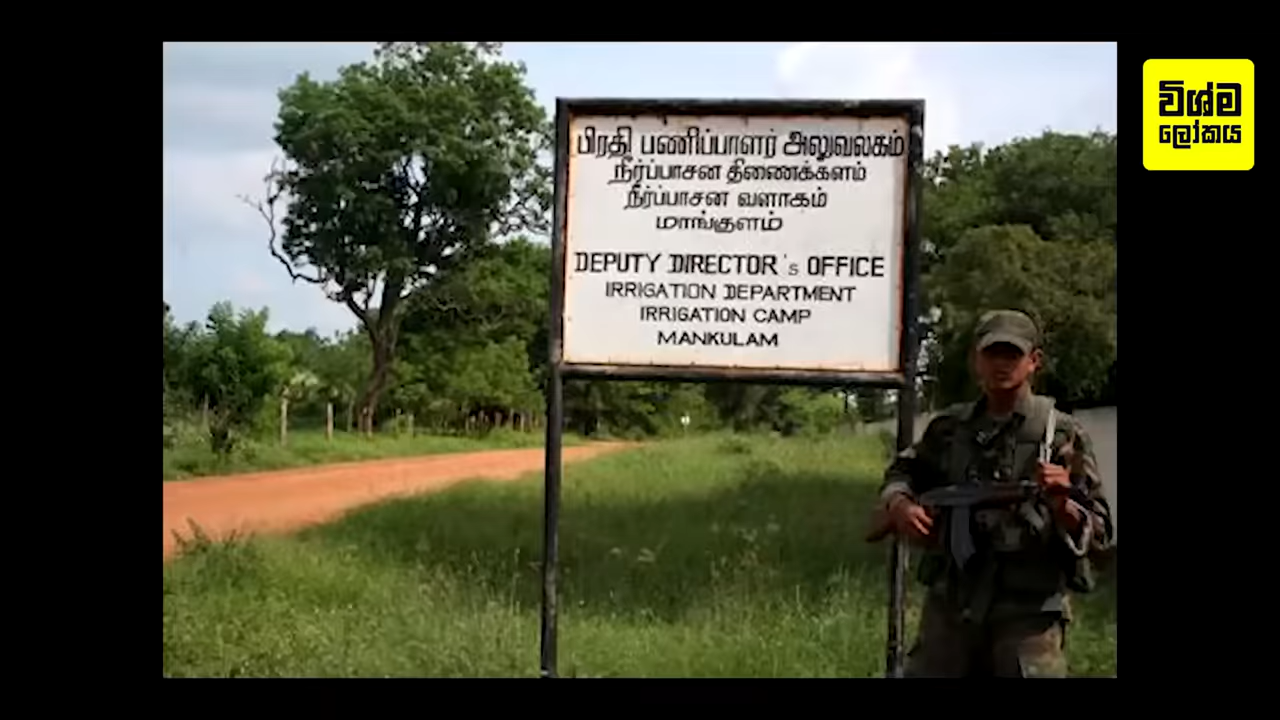 பிரதி பணிப்பாளர் அலுவலகம்
நீர்ப்பாசன திணைக்களம்
நீர்ப்பாசன வளாகம்
மாங்குளம்
DEPUTY DIRECTOR 's OFFICE
IRRIGATION DEPARTMENT
IRRIGATION CAMP
MANKULAM
විශ්ම
ලෝකය